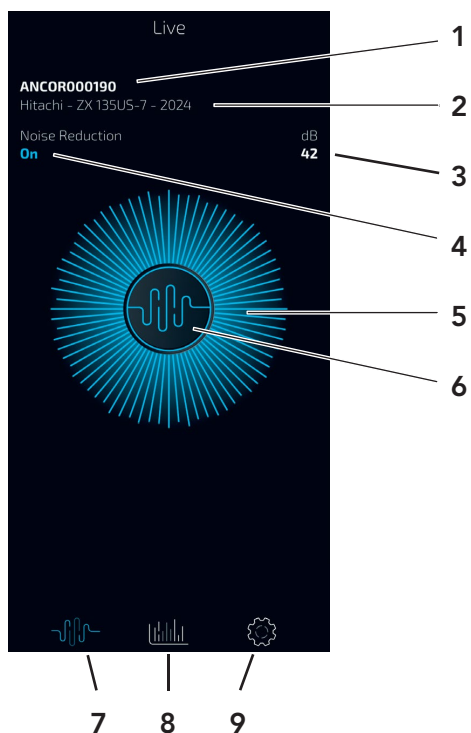 Live
1
ANCOR000190
Hitachi - ZX 135US-7 - 2024
2
Noise Reduction dB
On 42
3
4
5
6
7 8 9